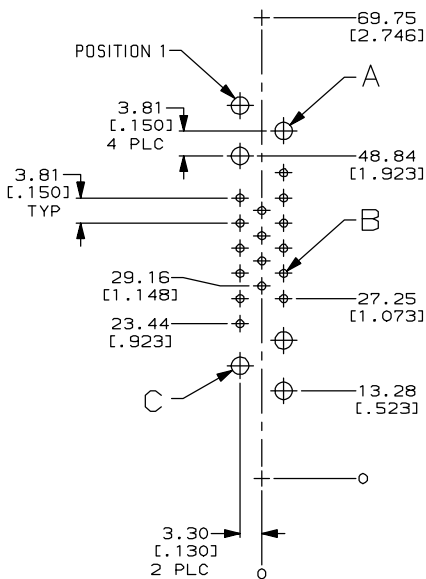 69.75
[2.746]
POSITION 1
A
3.81
[.150]
4 PLC
48.84
[1.923]
3.81
[.150]
TYP
B
29.16
[1.148]
27.25
[1.073]
23.44
[.923]
C
13.28
[.523]
0
3.30
[.130]
2 PLC
0